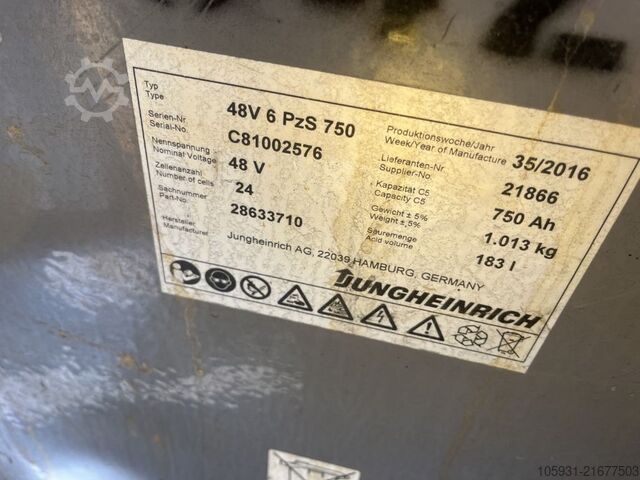 Typ
Type
48V 6 PzS 750
Serien-Nr
Serial-No.
C81002576
Nennspannung
Nominal Voltage
48 V
Zellenanzahl
Number of cells
24
Sachnummer
Part-No.
28633710
Hersteller
Manufacturer
Jungheinrich AG, 22039 HAMBURG, GERMANY
Produktionswoche/Jahr
Week/Year of Manufacture
35/2016
Lieferanten-Nr.
Supplier-No.
21866
Kapazität C5
Capacity C5
750 Ah
Gewicht ± 5%
Weight ± 5%
1.013 kg
Säuremenge
Acid volume
183 l
JUNGHEINRICH
105931-21677503